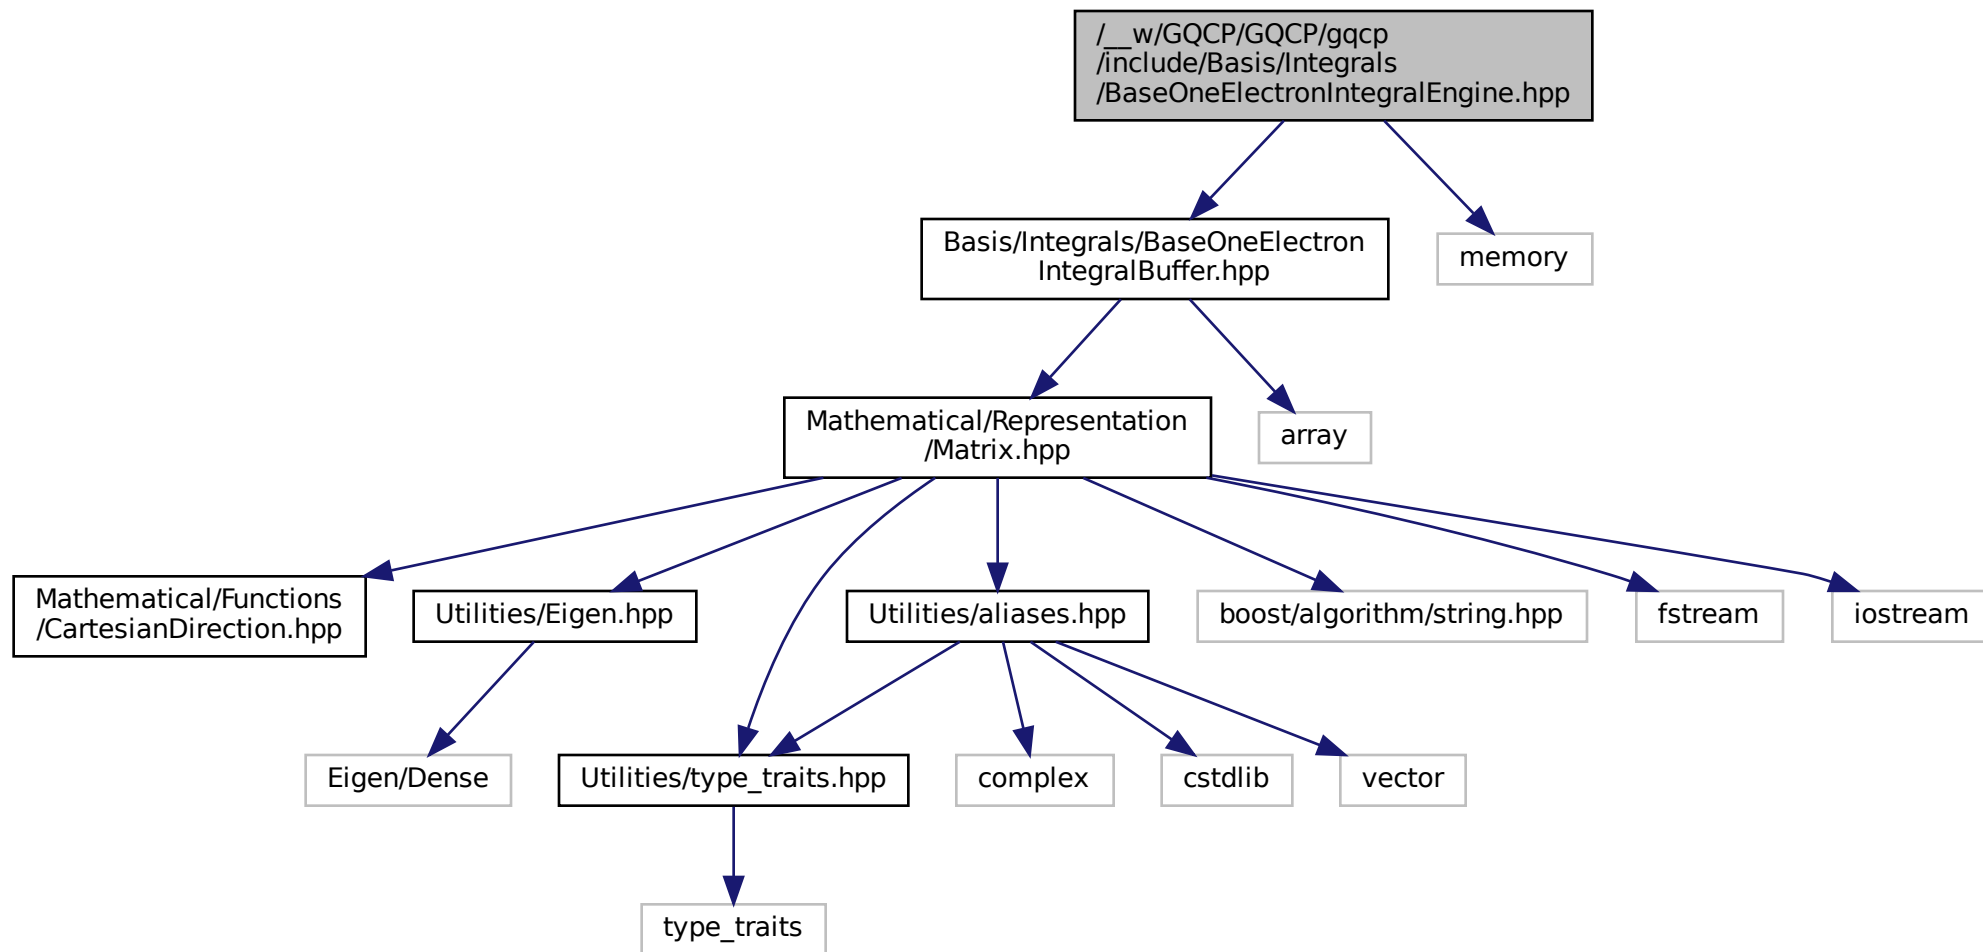 /__w/GQCP/GQCP/gqcp
/include/Basis/Integrals
/BaseOneElectronIntegralEngine.hpp
Basis/Integrals/BaseOneElectron
IntegralBuffer.hpp
memory
Mathematical/Representation
/Matrix.hpp
array
Mathematical/Functions
/CartesianDirection.hpp
Utilities/Eigen.hpp
Utilities/aliases.hpp
boost/algorithm/string.hpp
fstream
iostream
Eigen/Dense
Utilities/type_traits.hpp
complex
cstdlib
vector
type_traits